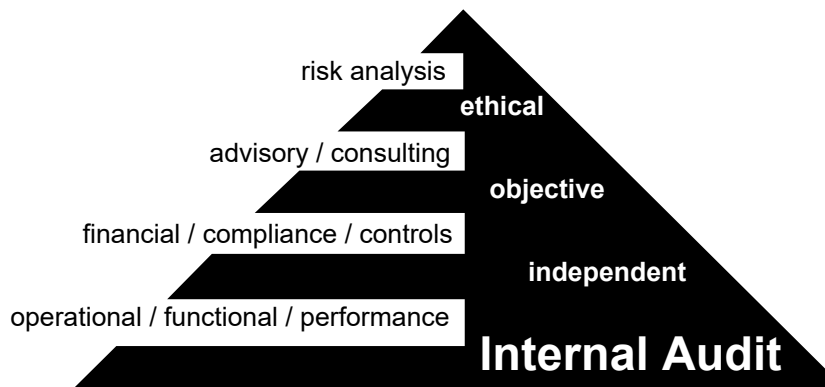 risk analysis
ethical
advisory / consulting
objective
financial / compliance / controls
independent
operational / functional / performance
Internal Audit